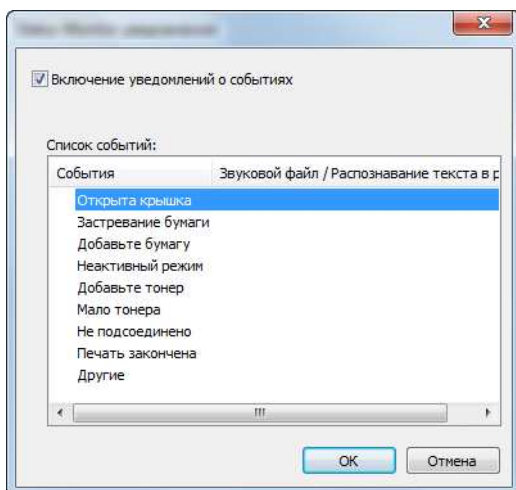 Включение уведомлений о событиях
Список событий:
События Звуковой файл / Распознавание текста в р
Открыта крышка
Застревание бумаги
Добавьте бумагу
Неактивный режим
Добавьте тонер
Мало тонера
Не подсоединено
Печать закончена
Другие
OK Отмена